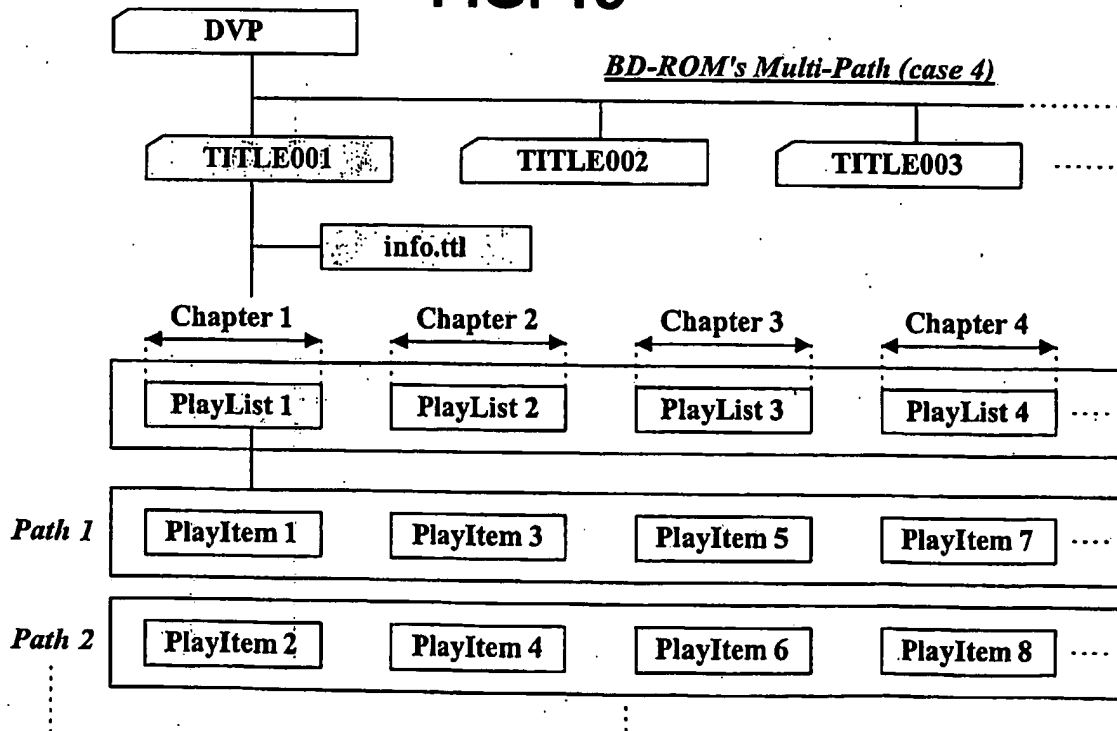 DVP
BD-ROM's Multi-Path (case 4)
TITLE001 TITLE002 TITLE003
info.ttl
Chapter 1 Chapter 2 Chapter 3 Chapter 4
PlayList 1 PlayList 2 PlayList 3 PlayList 4
Path 1 PlayItem 1 PlayItem 3 PlayItem 5 PlayItem 7
Path 2 PlayItem 2 PlayItem 4 PlayItem 6 PlayItem 8